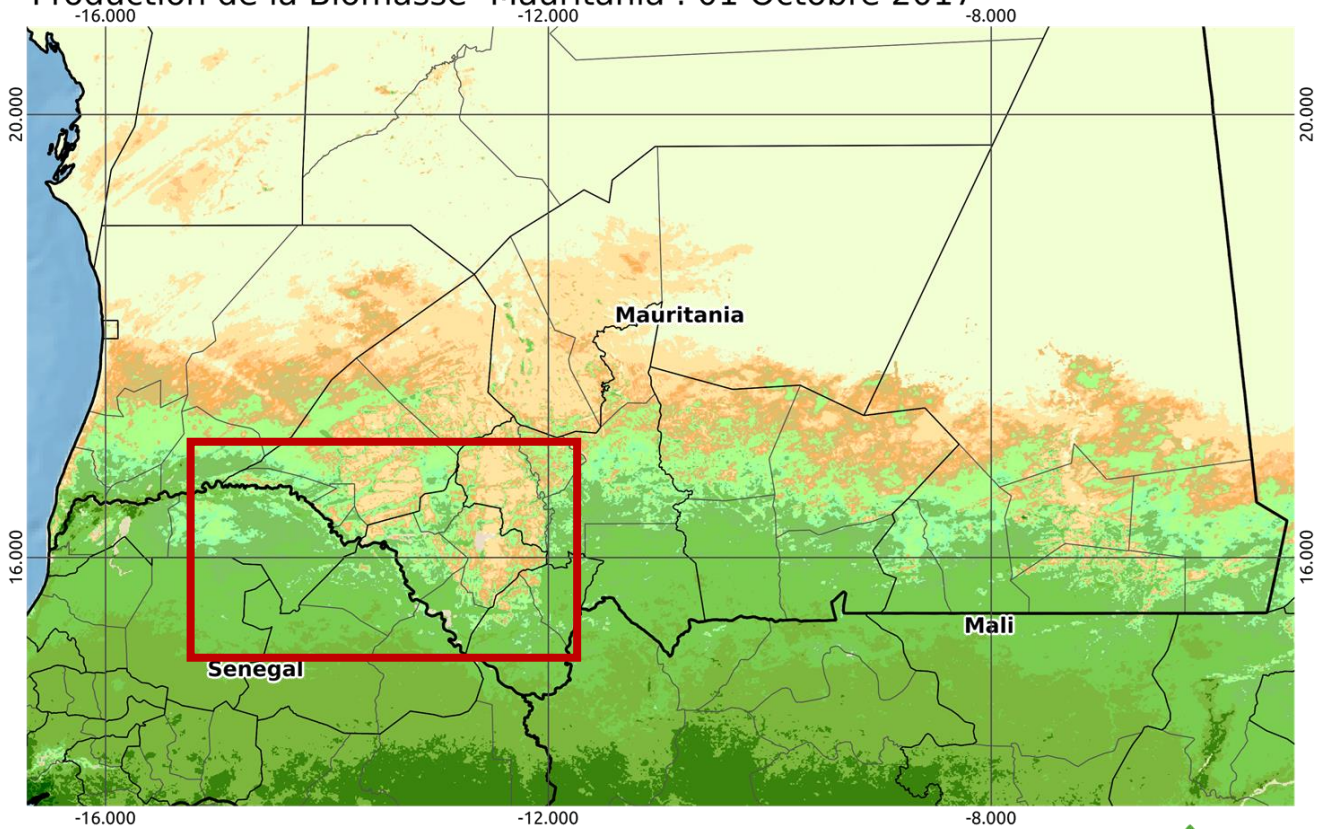 Production de la Biomasse Mauritania : 01 Octobre 2017
-16.000 -12.000 -8.000
20.000 20.000
Mauritania
16.000 16.000
Mali
Senegal
-16.000 -12.000 -8.000